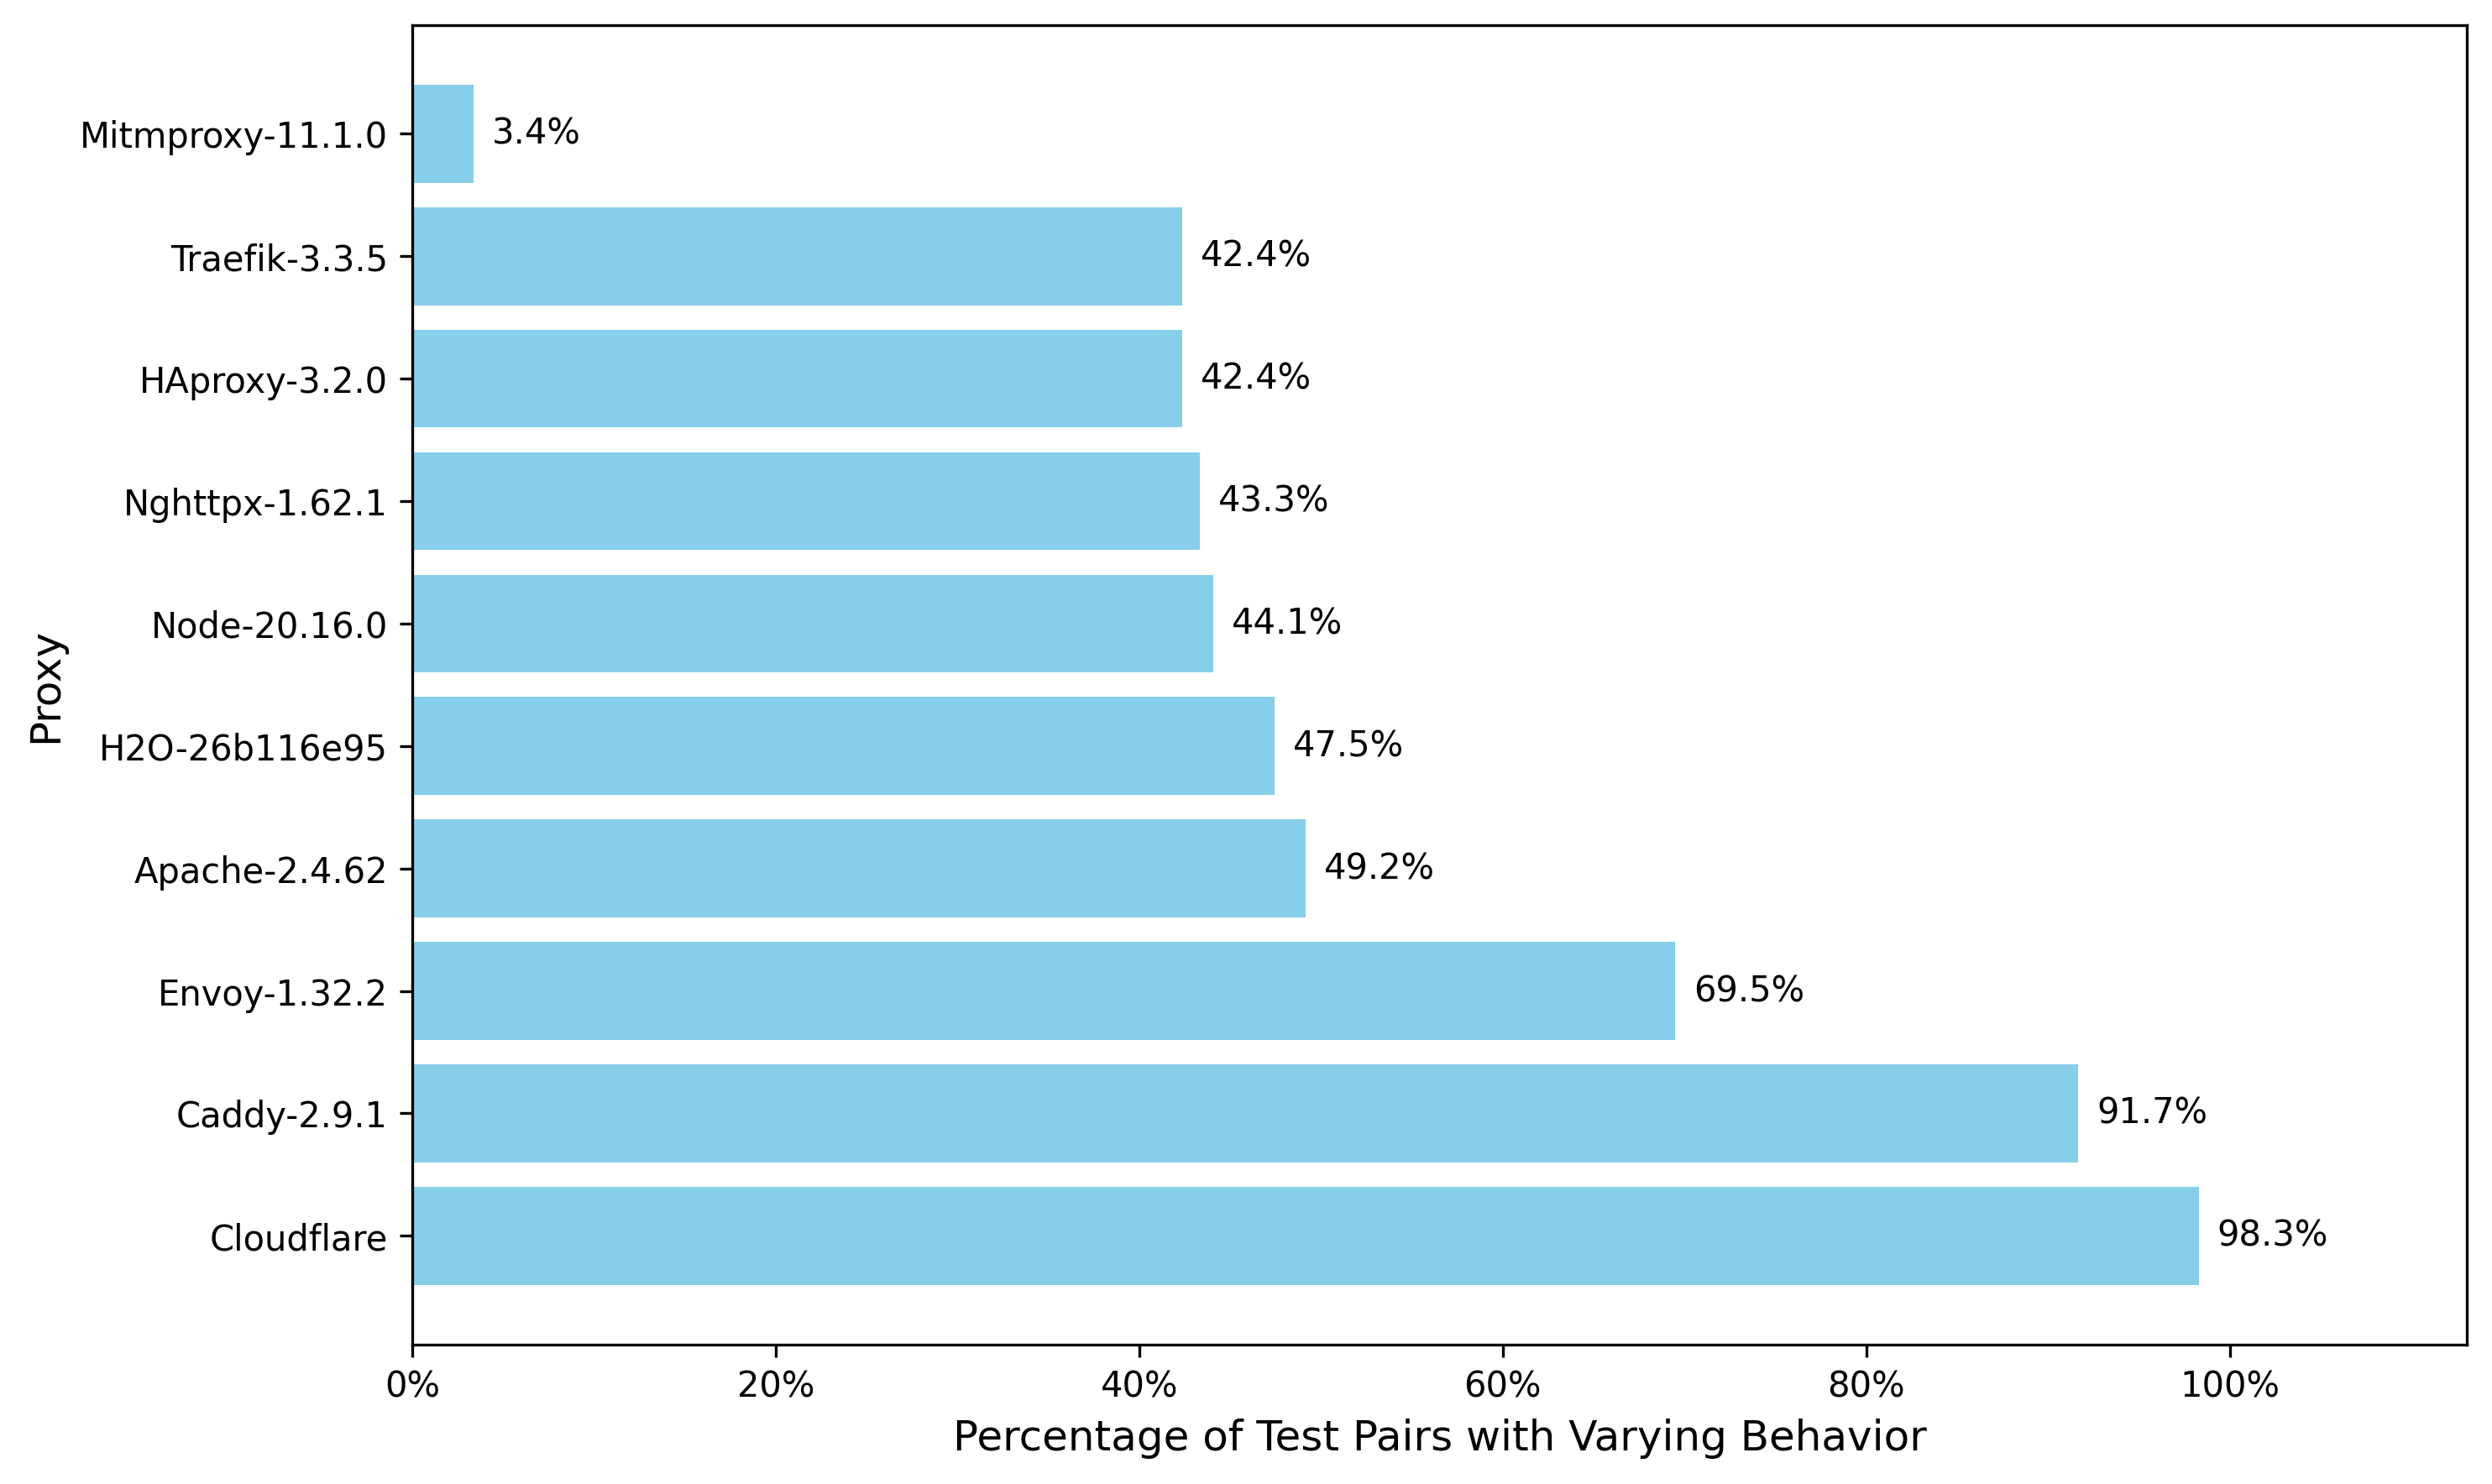 Proxy
Mitmproxy-11.1.0 3.4%
Traefik-3.3.5 42.4%
HAproxy-3.2.0 42.4%
Nghttpx-1.62.1 43.3%
Node-20.16.0 44.1%
H2O-26b116e95 47.5%
Apache-2.4.62 49.2%
Envoy-1.32.2 69.5%
Caddy-2.9.1 91.7%
Cloudflare 98.3%
0% 20% 40% 60% 80% 100%
Percentage of Test Pairs with Varying Behavior